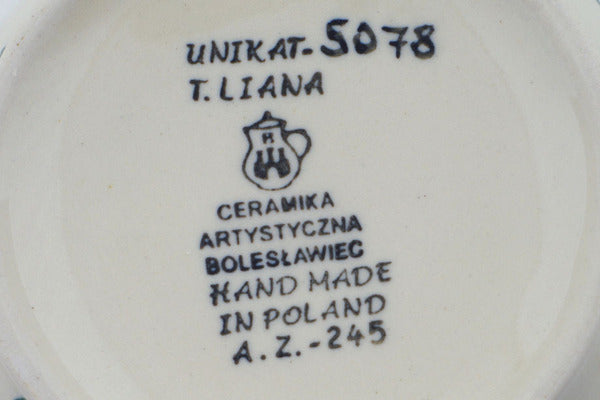 UNIKAT-5078
T. LIANA
K
CERAMIKA
ARTYSTYCZNA
BOLESŁAWIEC
HAND MADE
IN POLAND
A.Z.-245